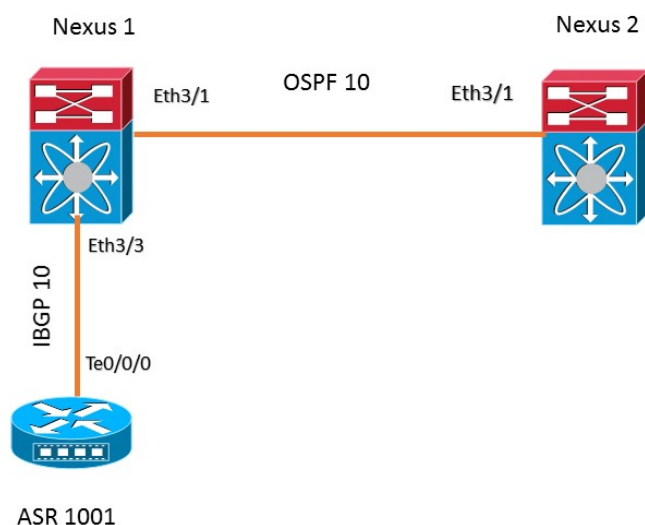 Nexus 1
Nexus 2
OSPF 10
Eth3/1
Eth3/1
Eth3/3
IBGP 10
Te0/0/0
ASR 1001